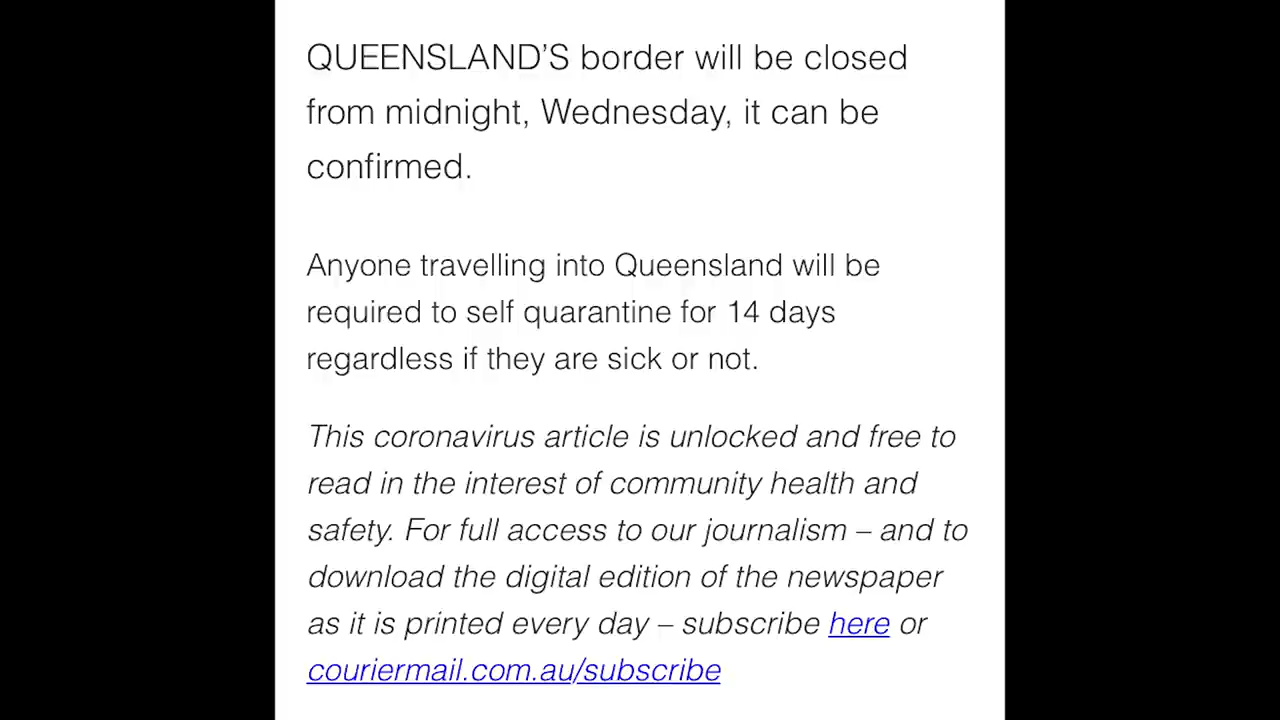 QUEENSLAND’S border will be closed
from midnight, Wednesday, it can be
confirmed.
Anyone travelling into Queensland will be
required to self quarantine for 14 days
regardless if they are sick or not.
This coronavirus article is unlocked and free to
read in the interest of community health and
safety. For full access to our journalism – and to
download the digital edition of the newspaper
as it is printed every day – subscribe here or
couriermail.com.au/subscribe